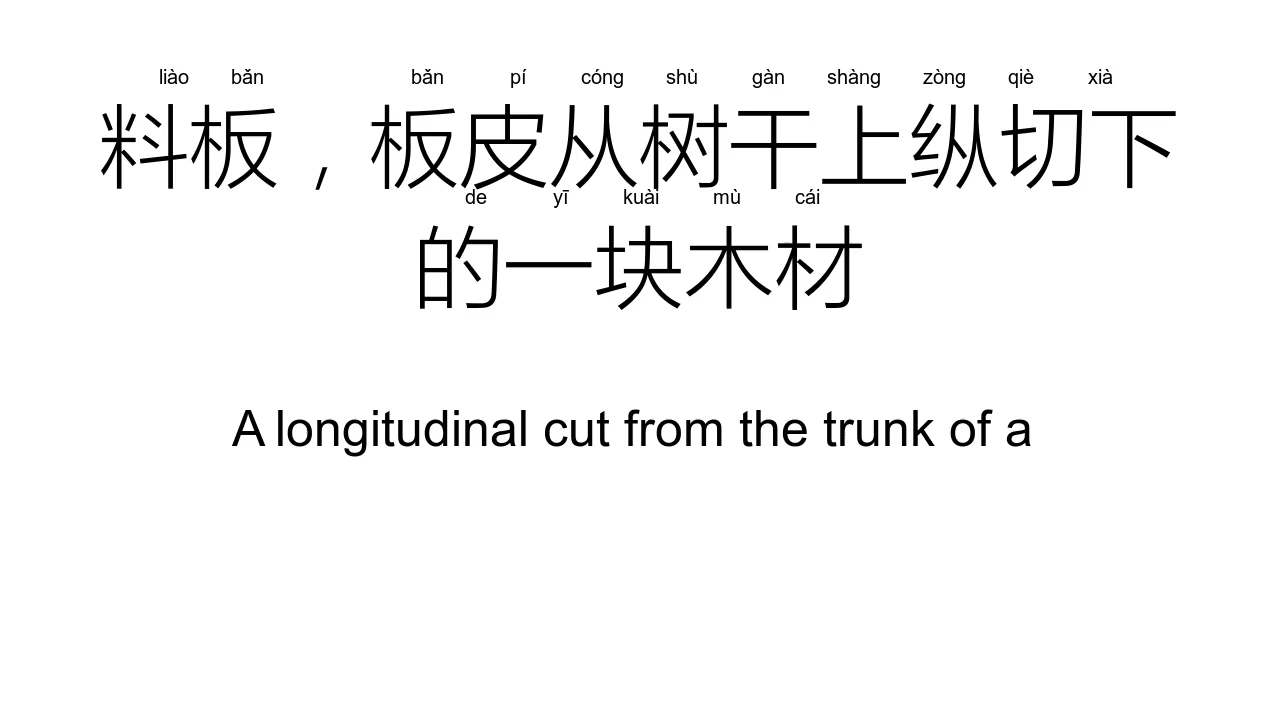 liào bǎn bǎn pí cóng shù gàn shàng zòng qiè xià
料板，板皮从树干上纵切下
de yī kuài mù cái
的一块木材
A longitudinal cut from the trunk of a